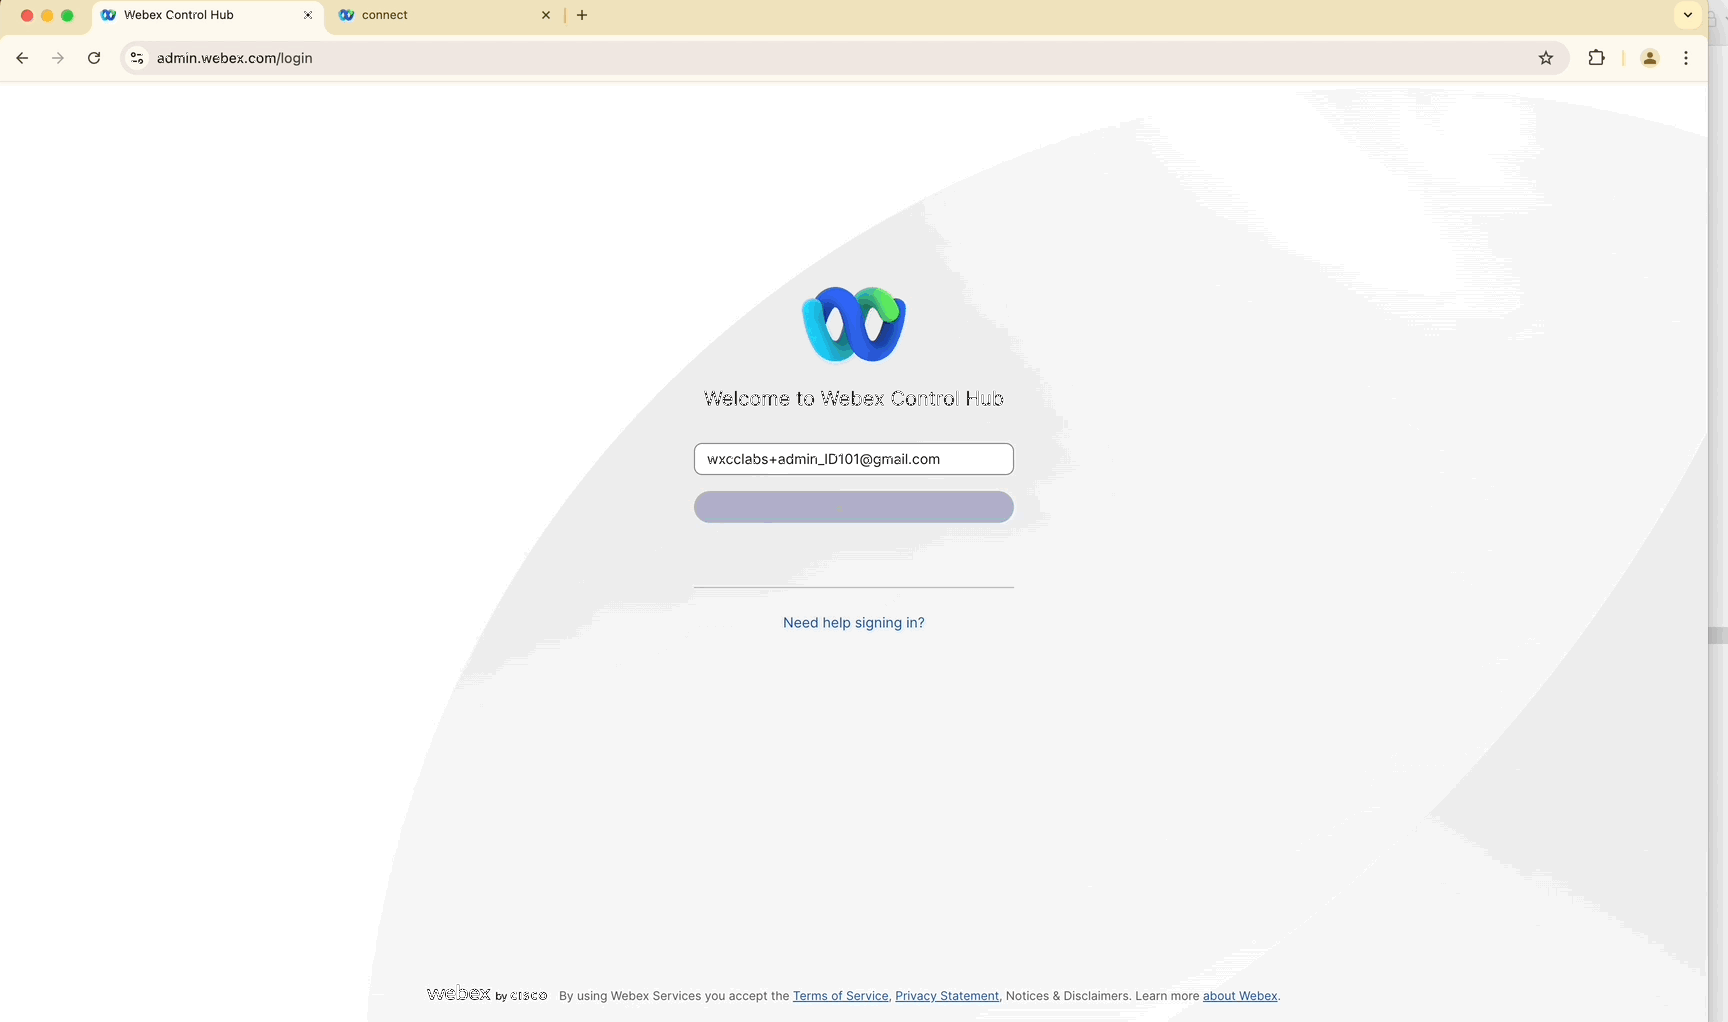 Webex Control Hub
connect
admin.webex.com/login
Welcome to Webex Control Hub
wxcclabs+admin_ID101@gmail.com
Need help signing in?
webex by CISCO By using Webex Services you accept the Terms of Service, Privacy Statement, Notices & Disclaimers. Learn more about Webex.